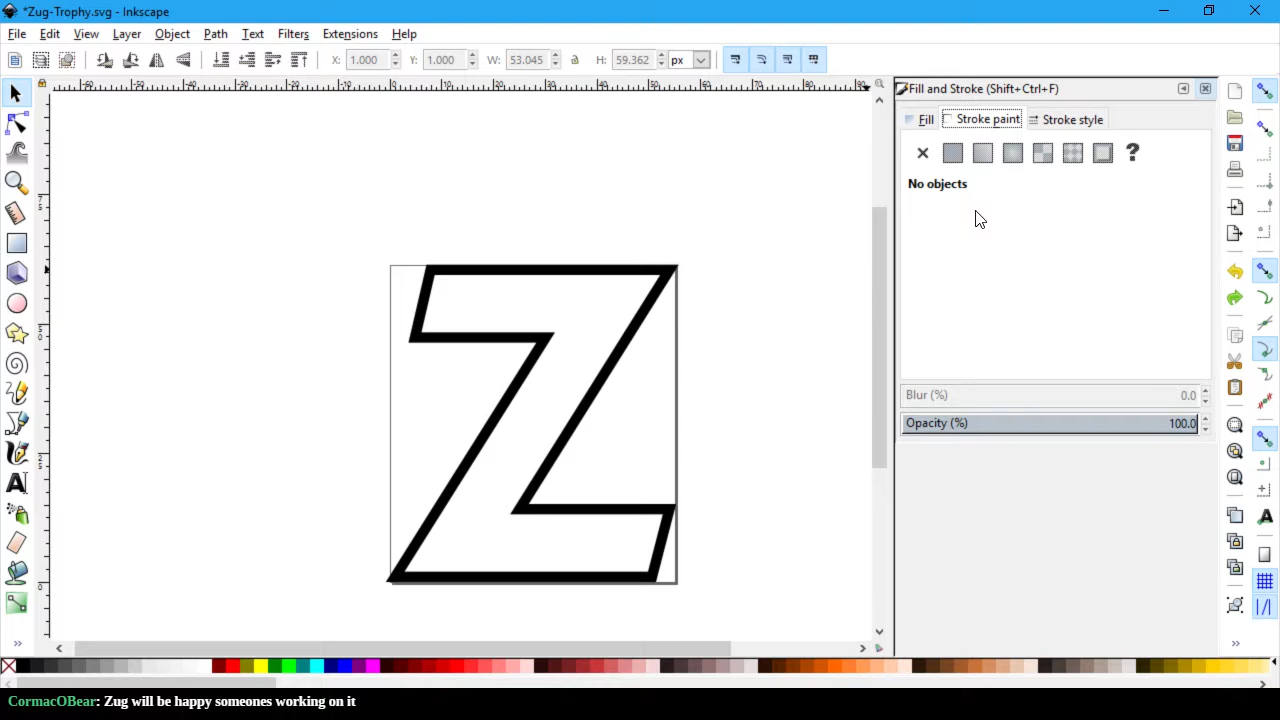 *Zug-Trophy.svg - Inkscape
File Edit View Layer Object Path Text Filters Extensions Help
X: 1.000 Y: 1.000 W: 53.045 H: 59.362 px
Fill and Stroke (Shift+Ctrl+F)
Fill Stroke paint Stroke style
No objects
Blur (%) 0.0
Opacity (%) 100.0
Z
CormacOBear: Zug will be happy someones working on it